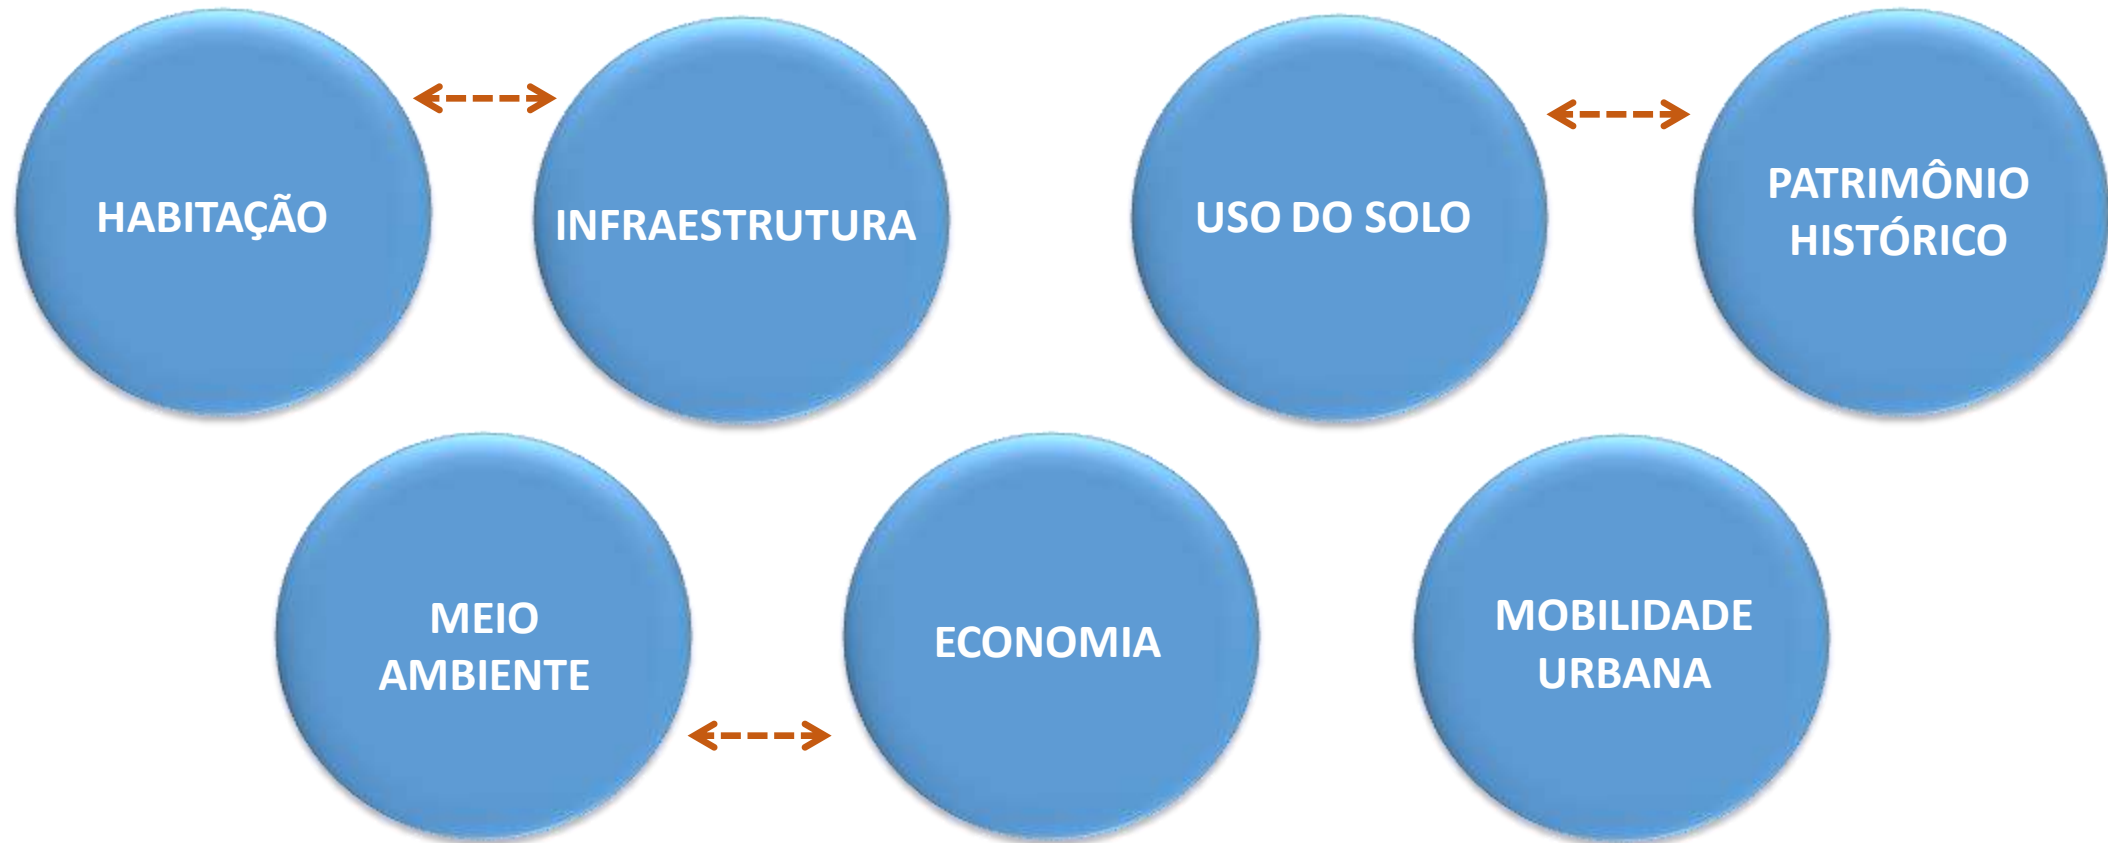 HABITAÇÃO
INFRAESTRUTURA
USO DO SOLO
PATRIMÔNIO
HISTÓRICO
MEIO
AMBIENTE
ECONOMIA
MOBILIDADE
URBANA